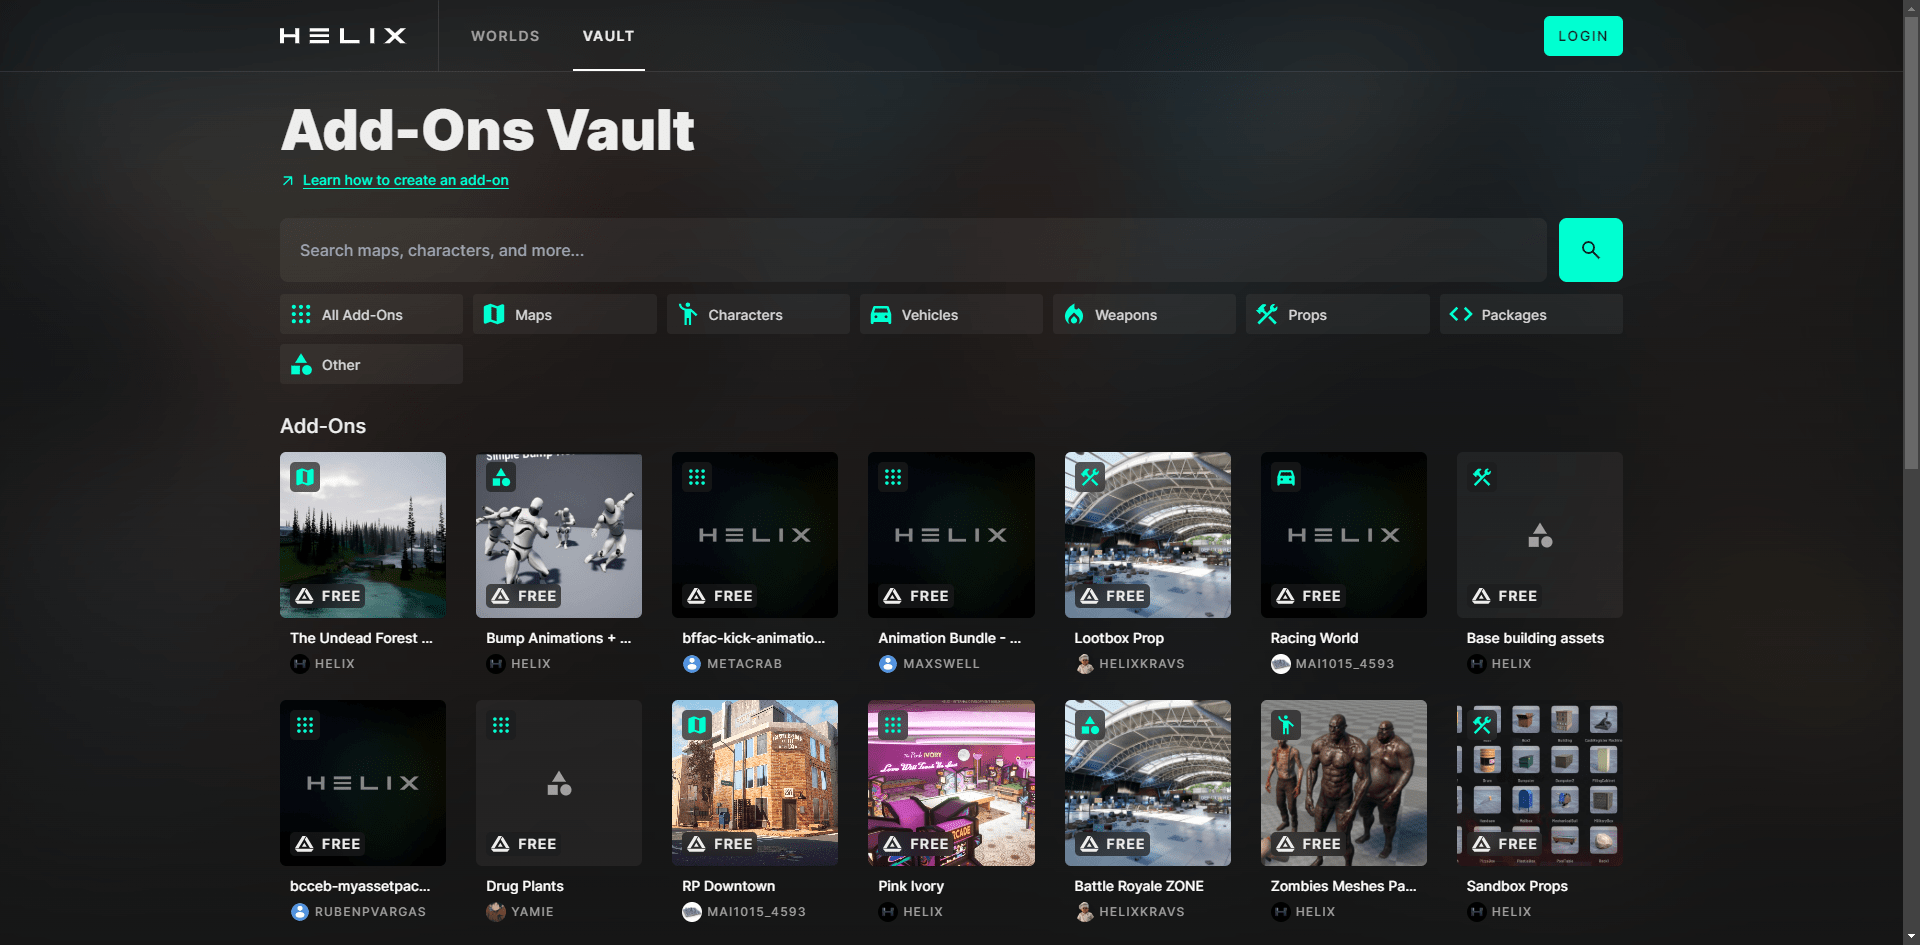 HELIX
WORLDS
VAULT
LOGIN
Add-Ons Vault
Learn how to create an add-on
Search maps, characters, and more...
All Add-Ons
Maps
Characters
Vehicles
Weapons
Props
Packages
Other
Add-Ons
HELIX
HELIX
HELIX
FREE
FREE
FREE
FREE
FREE
FREE
FREE
The Undead Forest ...
Bump Animations + ...
bffac-kick-animatio...
Animation Bundle - ...
Lootbox Prop
Racing World
Base building assets
HELIX
HELIX
METACRAB
MAXSWELL
HELIXKRAVS
MAI1015_4593
HELIX
HELIX
IVORY
FREE
FREE
FREE
FREE
FREE
FREE
FREE
bcceb-myassetpac...
Drug Plants
RP Downtown
Pink Ivory
Battle Royale ZONE
Zombies Meshes Pa...
Sandbox Props
RUBENPVARGAS
YAMIE
MAI1015_4593
HELIX
HELIXKRAVS
HELIX
HELIX